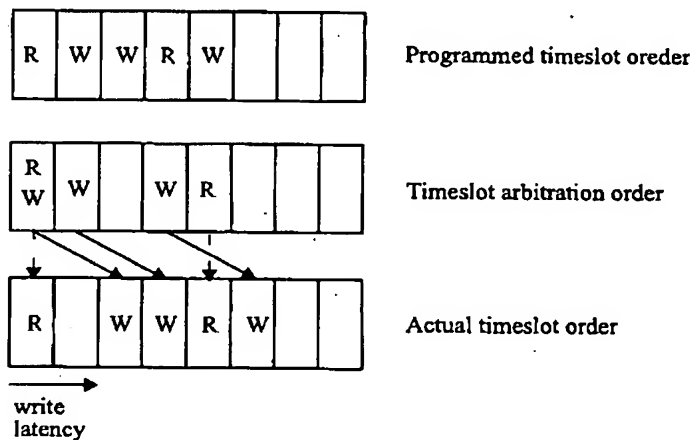 R W W R W Programmed timeslot oreder
R
W W W R Timeslot arbitration order
R W W R W Actual timeslot order
write
latency